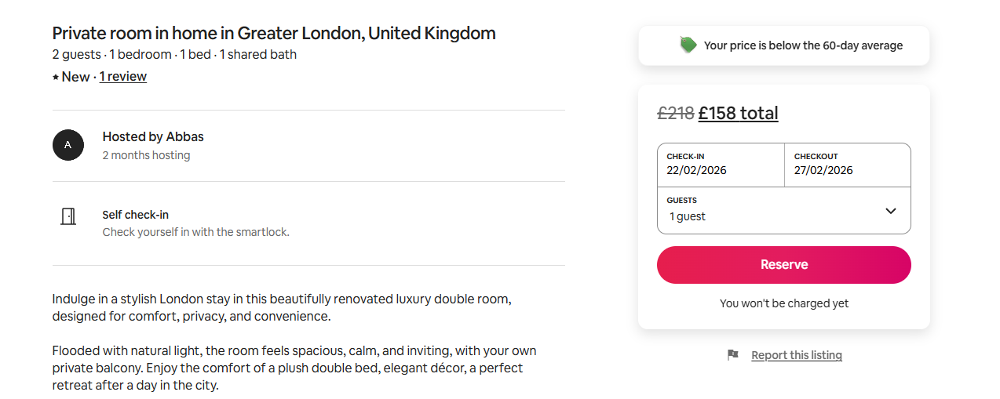 Private room in home in Greater London, United Kingdom
2 guests · 1 bedroom · 1 bed · 1 shared bath
★ New · 1 review
A
Hosted by Abbas
2 months hosting
Self check-in
Check yourself in with the smartlock.
Indulge in a stylish London stay in this beautifully renovated luxury double room,
designed for comfort, privacy, and convenience.
Flooded with natural light, the room feels spacious, calm, and inviting, with your own
private balcony. Enjoy the comfort of a plush double bed, elegant décor, a perfect
retreat after a day in the city.
Your price is below the 60-day average
£218 £158 total
CHECK-IN
22/02/2026
CHECKOUT
27/02/2026
GUESTS
1 guest
Reserve
You won't be charged yet
Report this listing